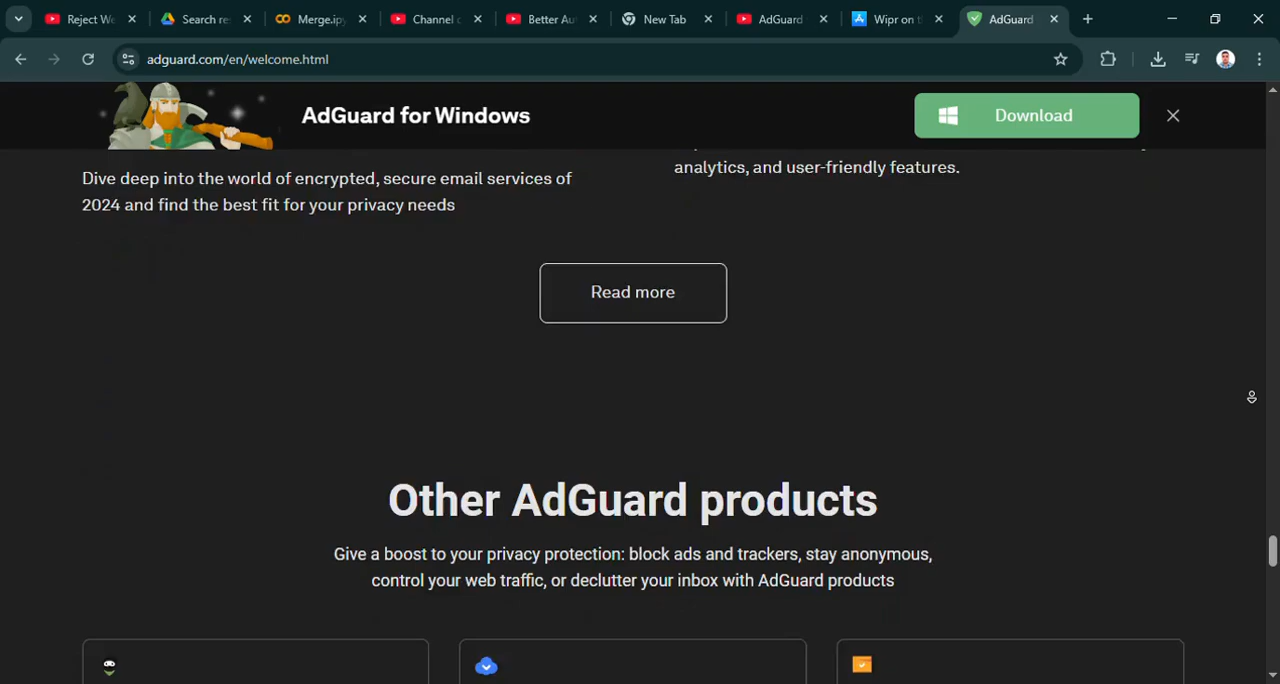 Reject We
Search re
Merge.ipy
Channel c
Better Au
New Tab
AdGuard
Wipr on t
AdGuard
adguard.com/en/welcome.html
AdGuard for Windows
Download
Dive deep into the world of encrypted, secure email services of
2024 and find the best fit for your privacy needs
analytics, and user-friendly features.
Read more
Other AdGuard products
Give a boost to your privacy protection: block ads and trackers, stay anonymous,
control your web traffic, or declutter your inbox with AdGuard products